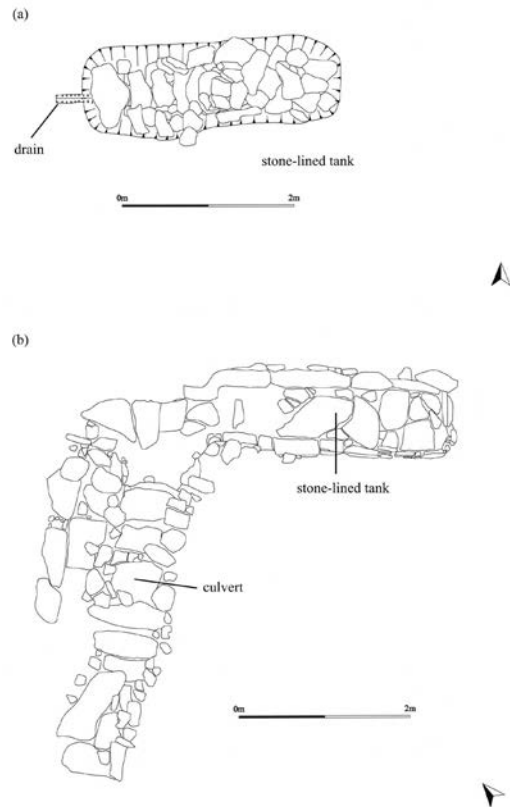 (a)
drain
stone-lined tank
0m 2m
(b)
stone-lined tank
culvert
0m 2m